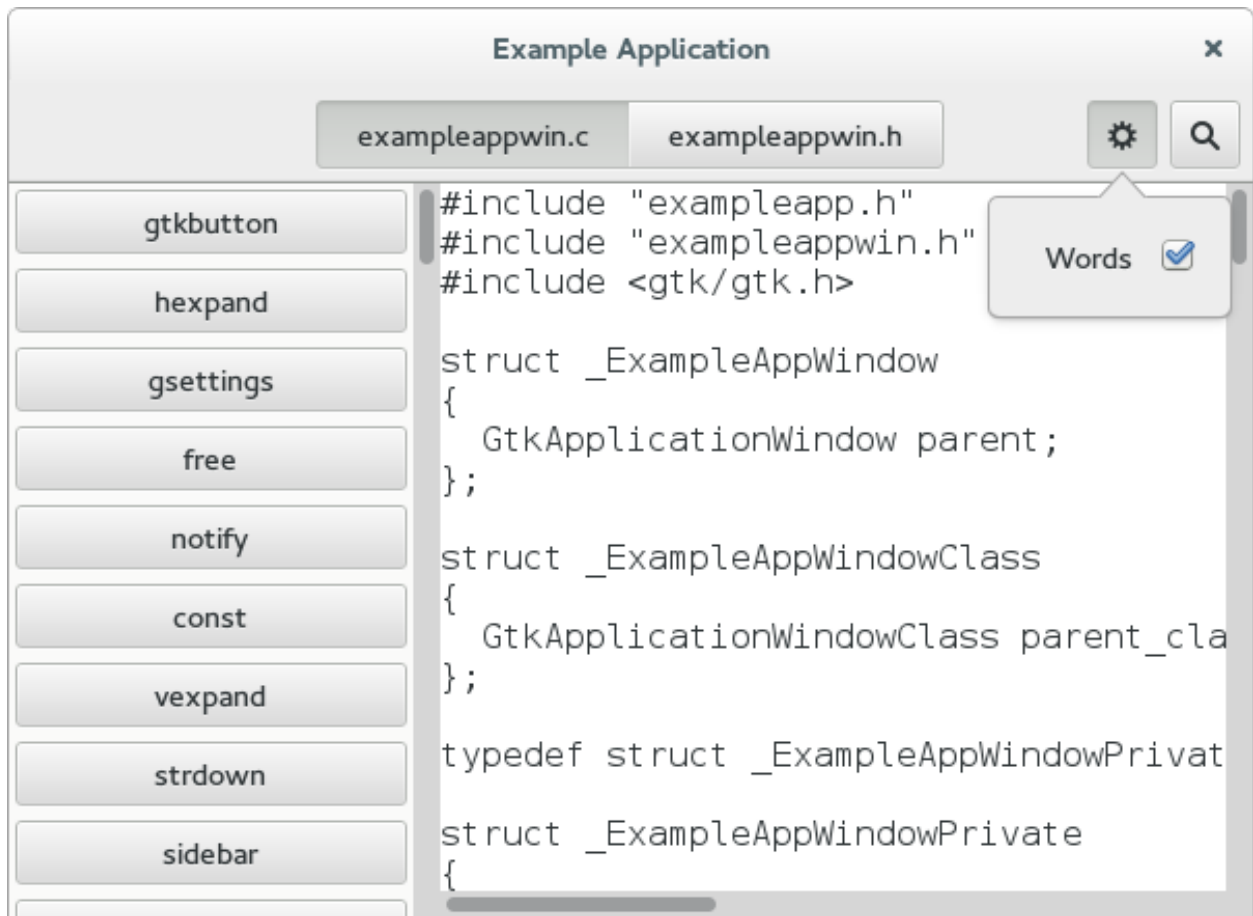 Example Application
exampleappwin.c
exampleappwin.h
gtkbutton
hexpand
gsettings
free
notify
const
vexpand
strdown
sidebar
#include "exampleapp.h"
#include "exampleappwin.h"
#include <gtk/gtk.h>
struct _ExampleAppWindow
{
  GtkApplicationWindow parent;
};
struct _ExampleAppWindowClass
{
  GtkApplicationWindowClass parent_cla
};
typedef struct _ExampleAppWindowPrivat
struct _ExampleAppWindowPrivate
{
Words